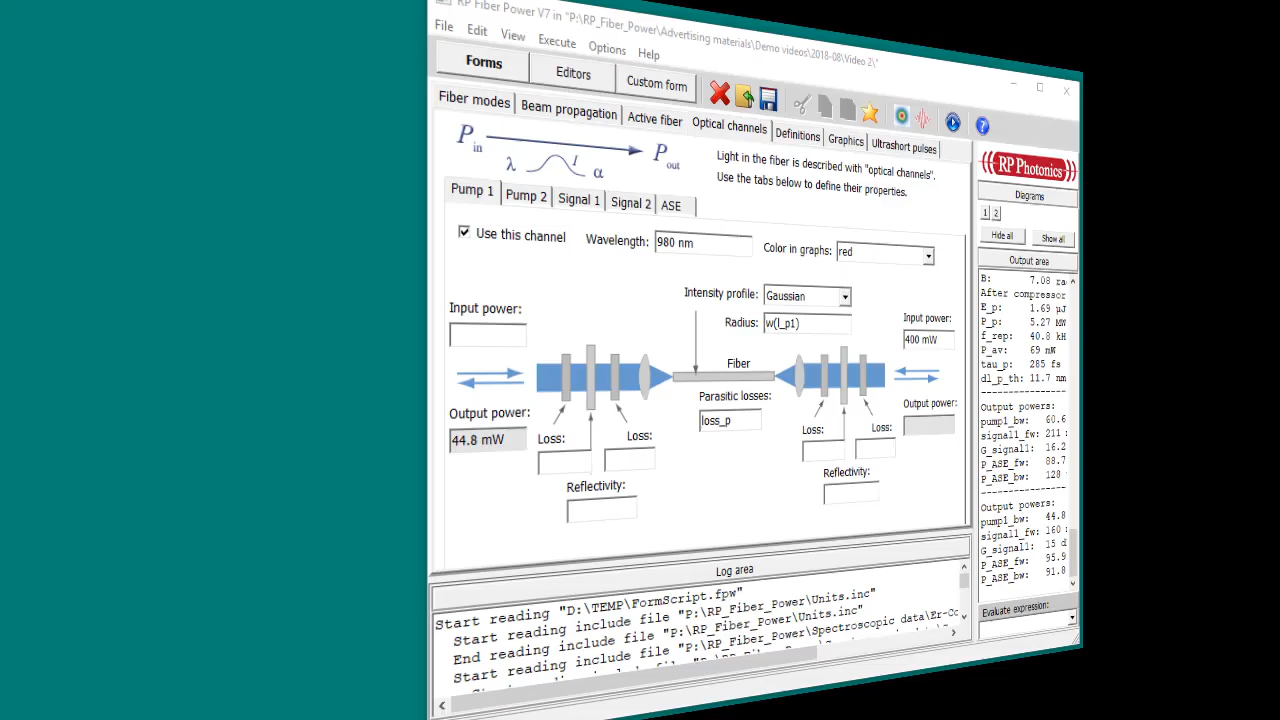 RP Fiber Power V7 in "P:\RP_Fiber_Power\Advertising materials\Demo videos\2018-08\Video 2\"
File Edit View Execute Options Help
Forms Editors Custom form
Fiber modes Beam propagation Active fiber Optical channels Definitions Graphics Ultrashort pulses
P in P out
λ I α
Light in the fiber is described with "optical channels".
Use the tabs below to define their properties.
Pump 1 Pump 2 Signal 1 Signal 2 ASE
Use this channel Wavelength: 980 nm Color in graphs: red
Intensity profile: Gaussian
Input power: Radius: w(l_p1) Input power:
400 mW
Fiber
Parasitic losses:
loss_p
Output power: Output power:
44.8 mW
Loss: Loss: Loss: Loss:
Reflectivity: Reflectivity:
Log area
Start reading "D:\TEMP\FormScript.fpw"
Start reading include file "P:\RP_Fiber_Power\Units.inc"
End reading include file "P:\RP_Fiber_Power\Units.inc"
Start reading include file "P:\RP_Fiber_Power\Spectroscopic data\Er-Co
RP Photonics
Diagrams
1 2
Hide all Show all
Output area
B: 7.08 ra
After compressor
E_p: 1.69 µJ
P_p: 5.27 MW
f_rep: 40.8 kH
P_av: 69 mW
tau_p: 285 fs
dl_p_th: 11.7 nm
Output powers:
pump1_bw: 60.6
signal1_fw: 211
G_signal1: 16.2
P_ASE_fw: 88.7
P_ASE_bw: 128
Output powers:
pump1_bw: 44.8
signal1_fw: 160
G_signal1: 15 d
P_ASE_fw: 95.9
P_ASE_bw: 91.8
Evaluate expression: